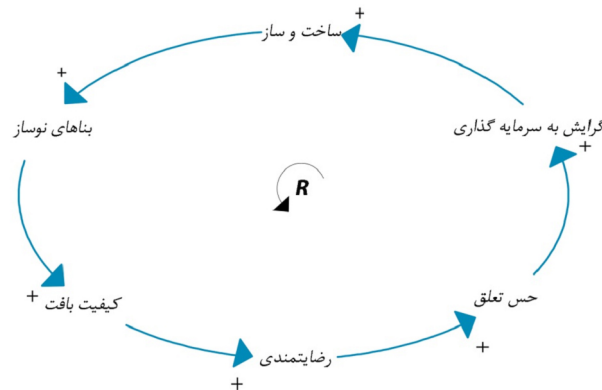 ساخت و ساز
+
+
بناهای نوساز
گرایش به سرمایه گذاری
+
R
+
کیفیت بافت
حس تعلق
+
رضایتمندی
+